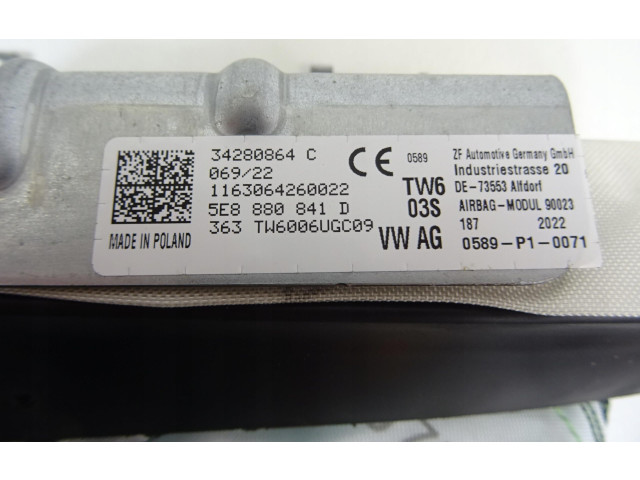 34280864 C
069/22
1163064260022
5E8 880 841 D
363 TW6006UGC09
MADE IN POLAND
CE 0589
TW6
03S
VW AG
ZF Automotive Germany GmbH
Industriestrasse 20
DE-73553 Alfdorf
AIRBAG-MODUL 90023
187 2022
0589-P1-0071